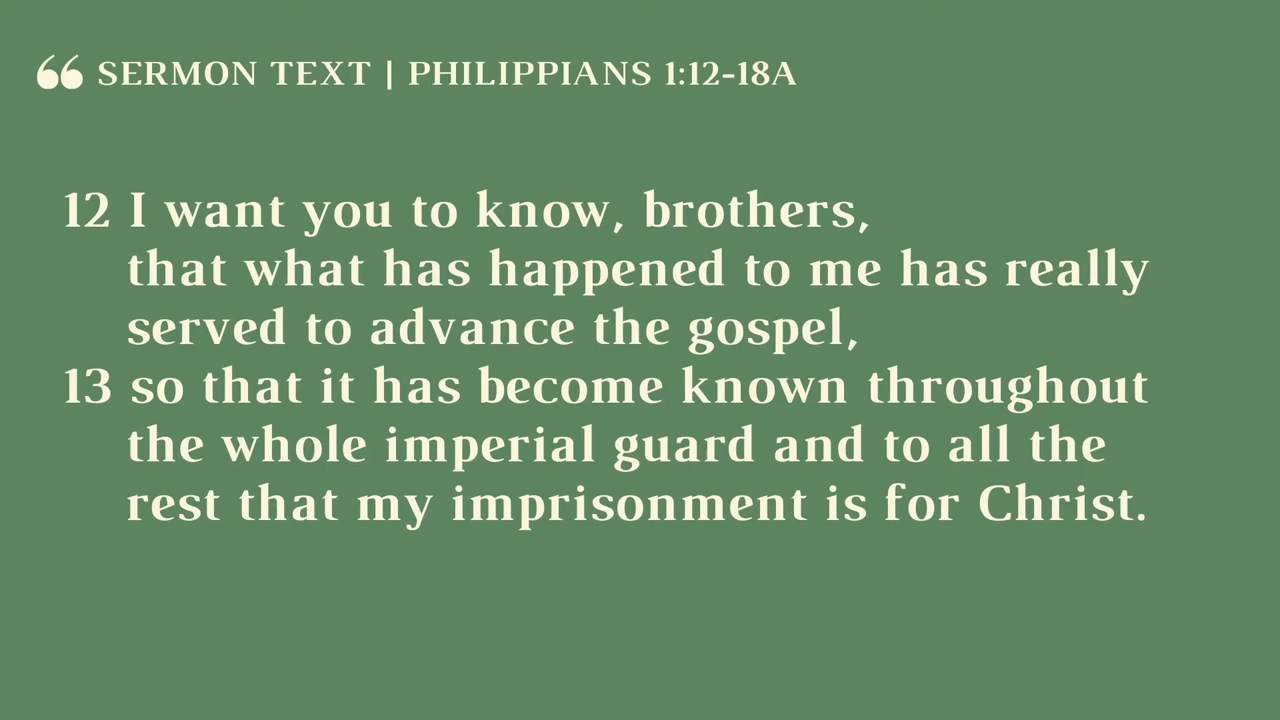 “ SERMON TEXT | PHILIPPIANS 1:12-18A
12 I want you to know, brothers,
that what has happened to me has really
served to advance the gospel,
13 so that it has become known throughout
the whole imperial guard and to all the
rest that my imprisonment is for Christ.